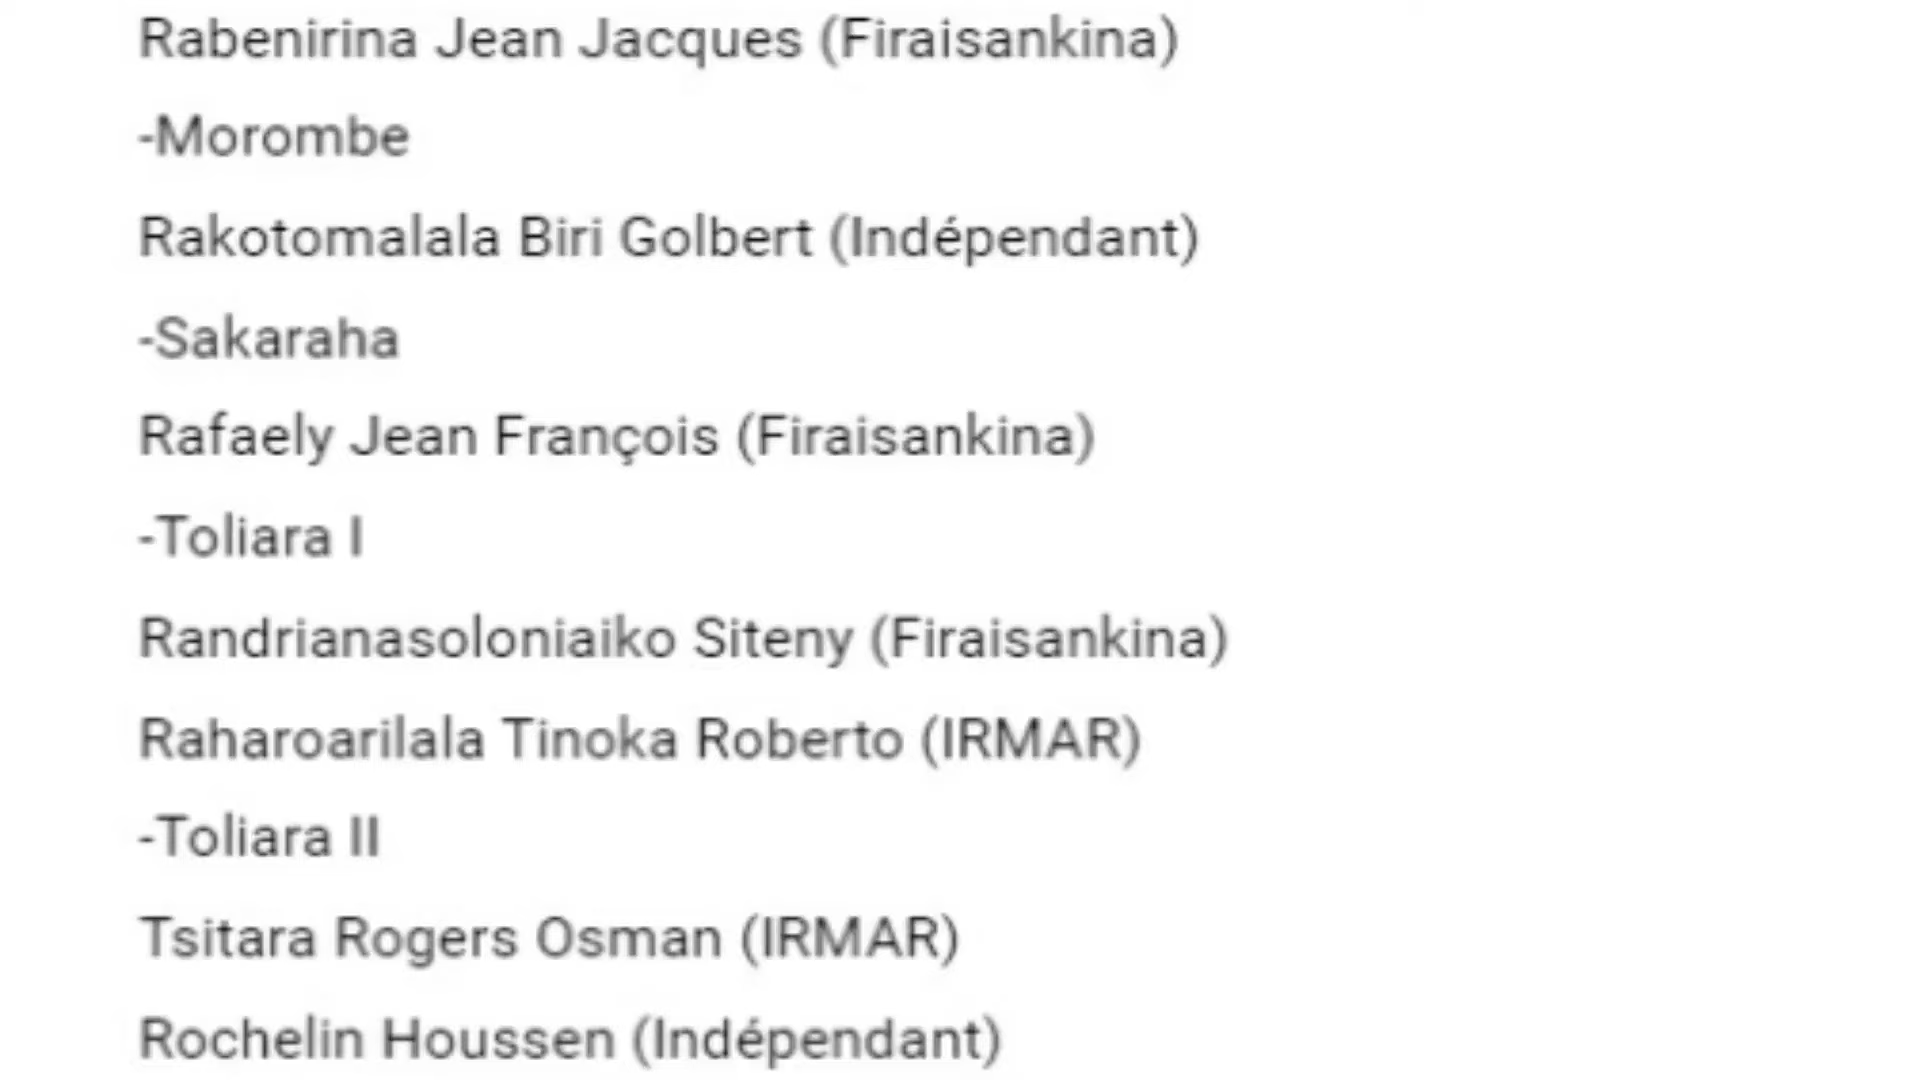 Rabenirina Jean Jacques (Firaisankina)
-Morombe
Rakotomalala Biri Golbert (Indépendant)
-Sakaraha
Rafaely Jean François (Firaisankina)
-Toliara I
Randrianasoloniaiko Siteny (Firaisankina)
Raharoarilala Tinoka Roberto (IRMAR)
-Toliara II
Tsitara Rogers Osman (IRMAR)
Rochelin Houssen (Indépendant)